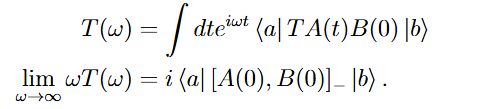 T(ω) = ∫ dte^{iωt} ⟨a| TA(t)B(0) |b⟩
lim_{ω→∞} ωT(ω) = i ⟨a| [A(0), B(0)]_− |b⟩ .